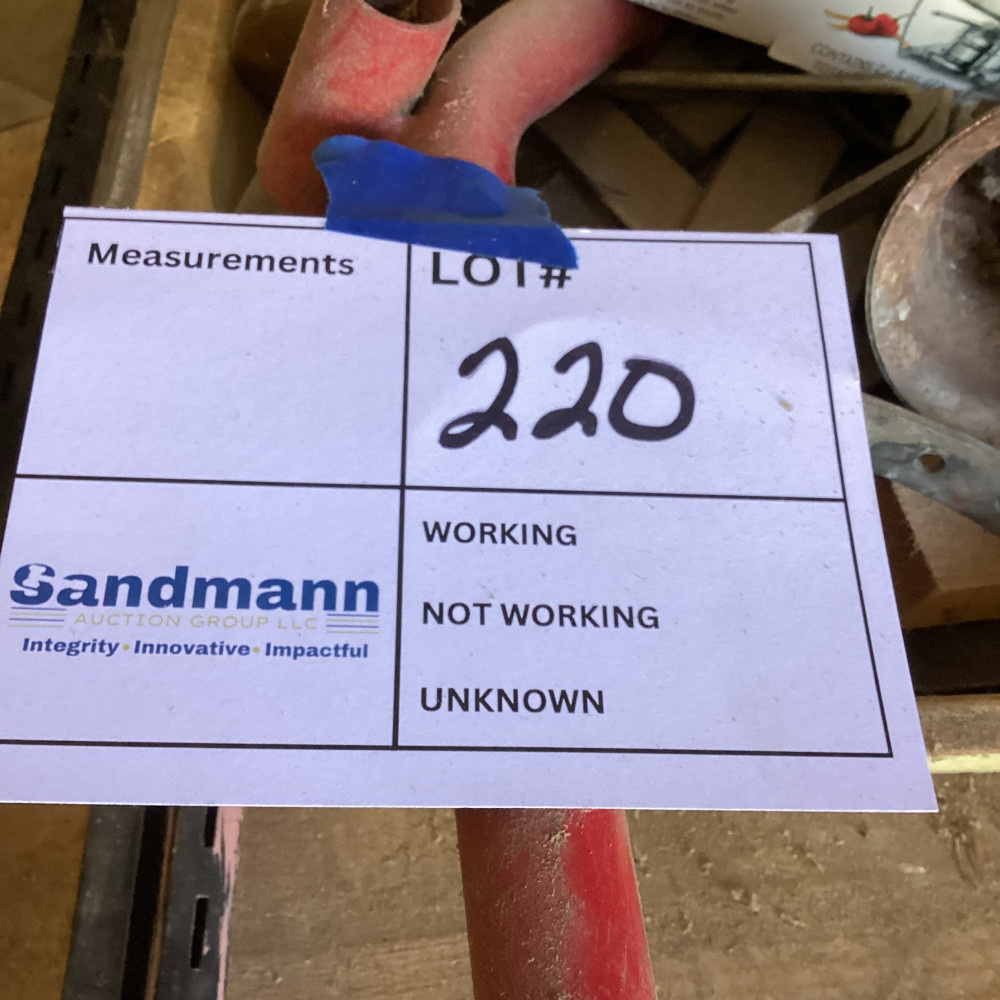 Measurements
LOT#
220
Sandmann
AUCTION GROUP LLC
Integrity • Innovative • Impactful
WORKING
NOT WORKING
UNKNOWN